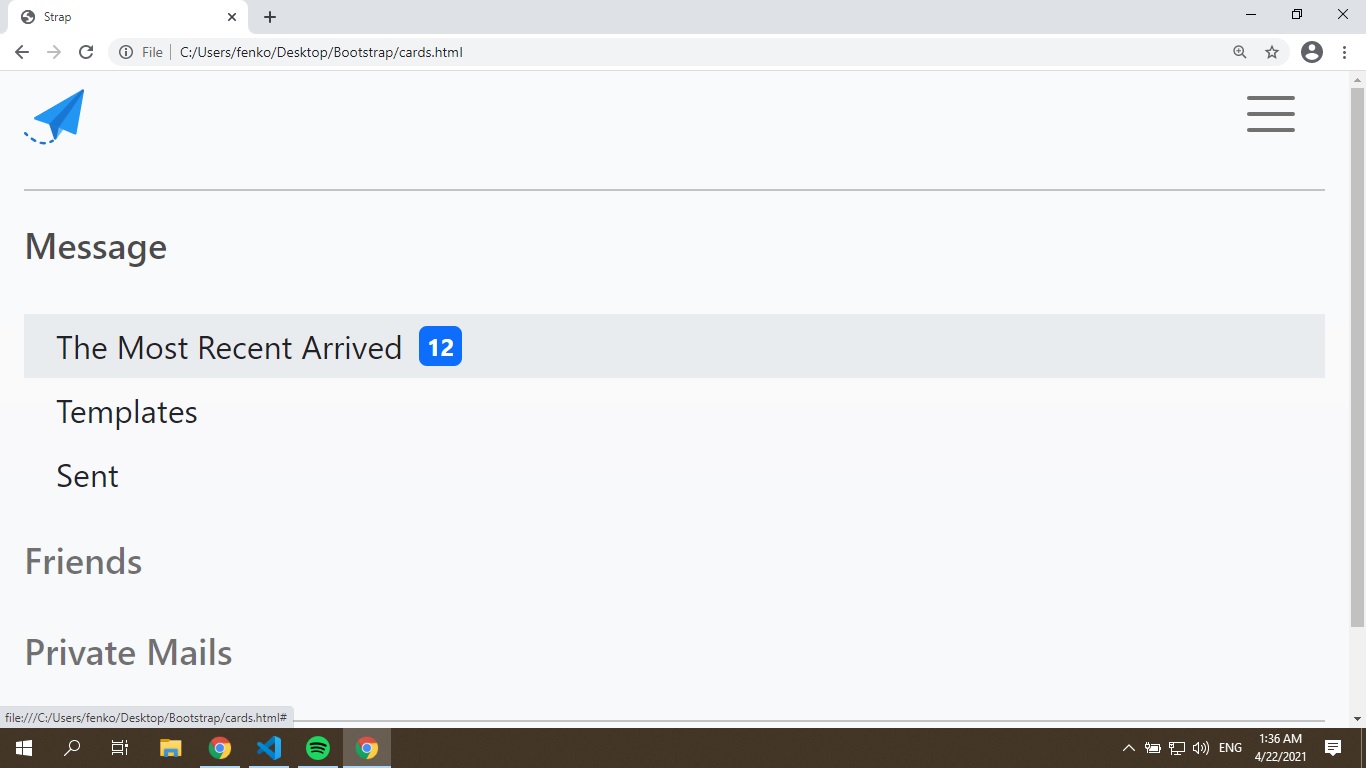 Strap
File
C:/Users/fenko/Desktop/Bootstrap/cards.html
Message
The Most Recent Arrived 12
Templates
Sent
Friends
Private Mails
file:///C:/Users/fenko/Desktop/Bootstrap/cards.html#
ENG
1:36 AM
4/22/2021